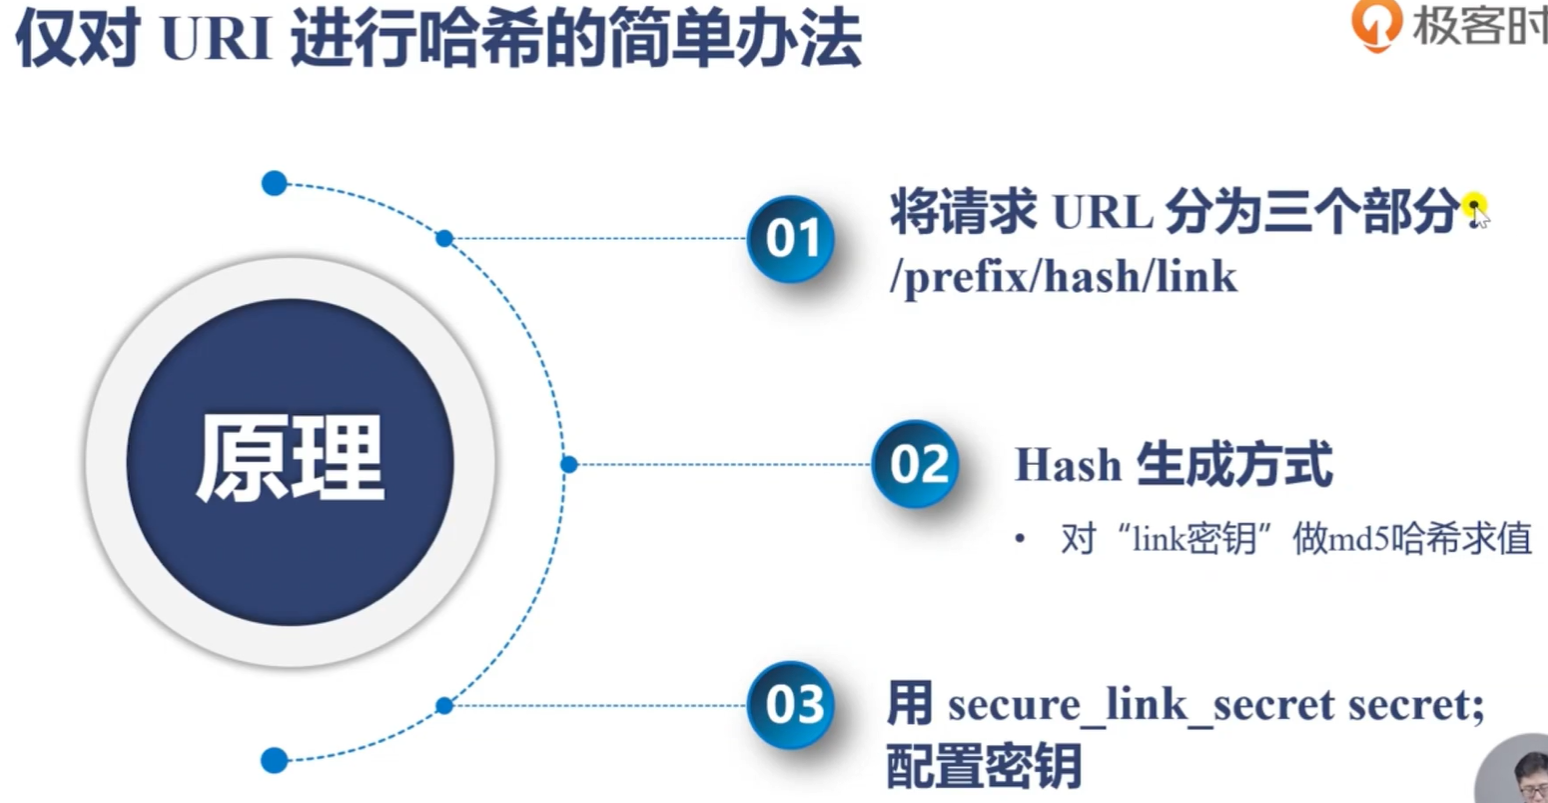 仅对 URI 进行哈希的简单办法
极客时
原理
01
将请求 URL 分为三个部分:
/prefix/hash/link
02
Hash 生成方式
• 对“link密钥”做md5哈希求值
03
用 secure_link_secret secret;
配置密钥